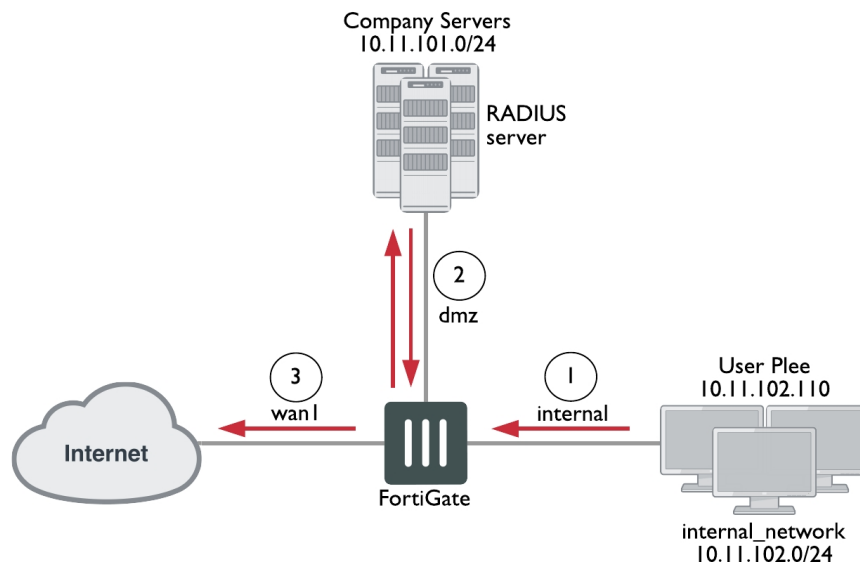 Company Servers
10.11.101.0/24
RADIUS
server
2
dmz
3
wan1
1
internal
User Plee
10.11.102.110
Internet
FortiGate
internal_network
10.11.102.0/24